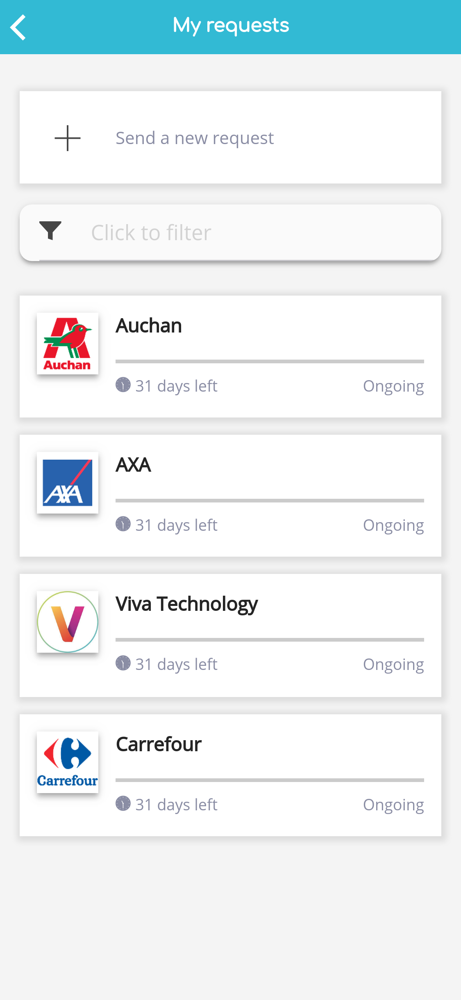 My requests
Send a new request
Click to filter
Auchan
Auchan
31 days left Ongoing
AXA
AXA
31 days left Ongoing
Viva Technology
V
31 days left Ongoing
Carrefour
Carrefour
31 days left Ongoing